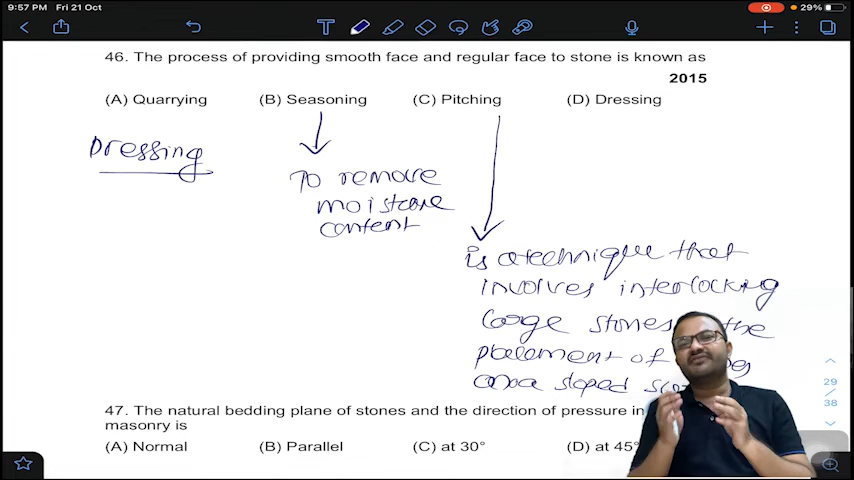 9:57 PM Fri 21 Oct
29%
46. The process of providing smooth face and regular face to stone is known as
2015
(A) Quarrying (B) Seasoning (C) Pitching (D) Dressing
Dressing
To remove
moisture
content
is a technique that
involves interlocking
large stones the
placement of
on a sloped
29
38
47. The natural bedding plane of stones and the direction of pressure in
masonry is
(A) Normal (B) Parallel (C) at 30° (D) at 45°